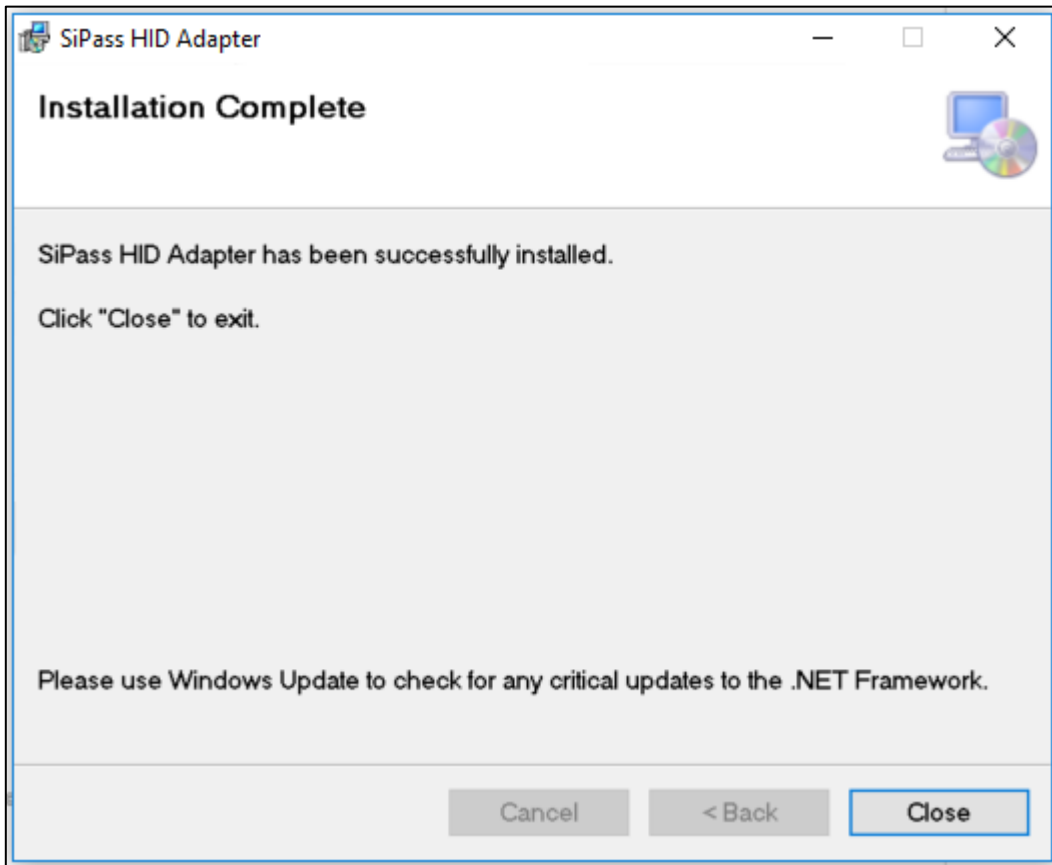 SiPass HID Adapter
Installation Complete
SiPass HID Adapter has been successfully installed.
Click "Close" to exit.
Please use Windows Update to check for any critical updates to the .NET Framework.
Cancel
< Back
Close